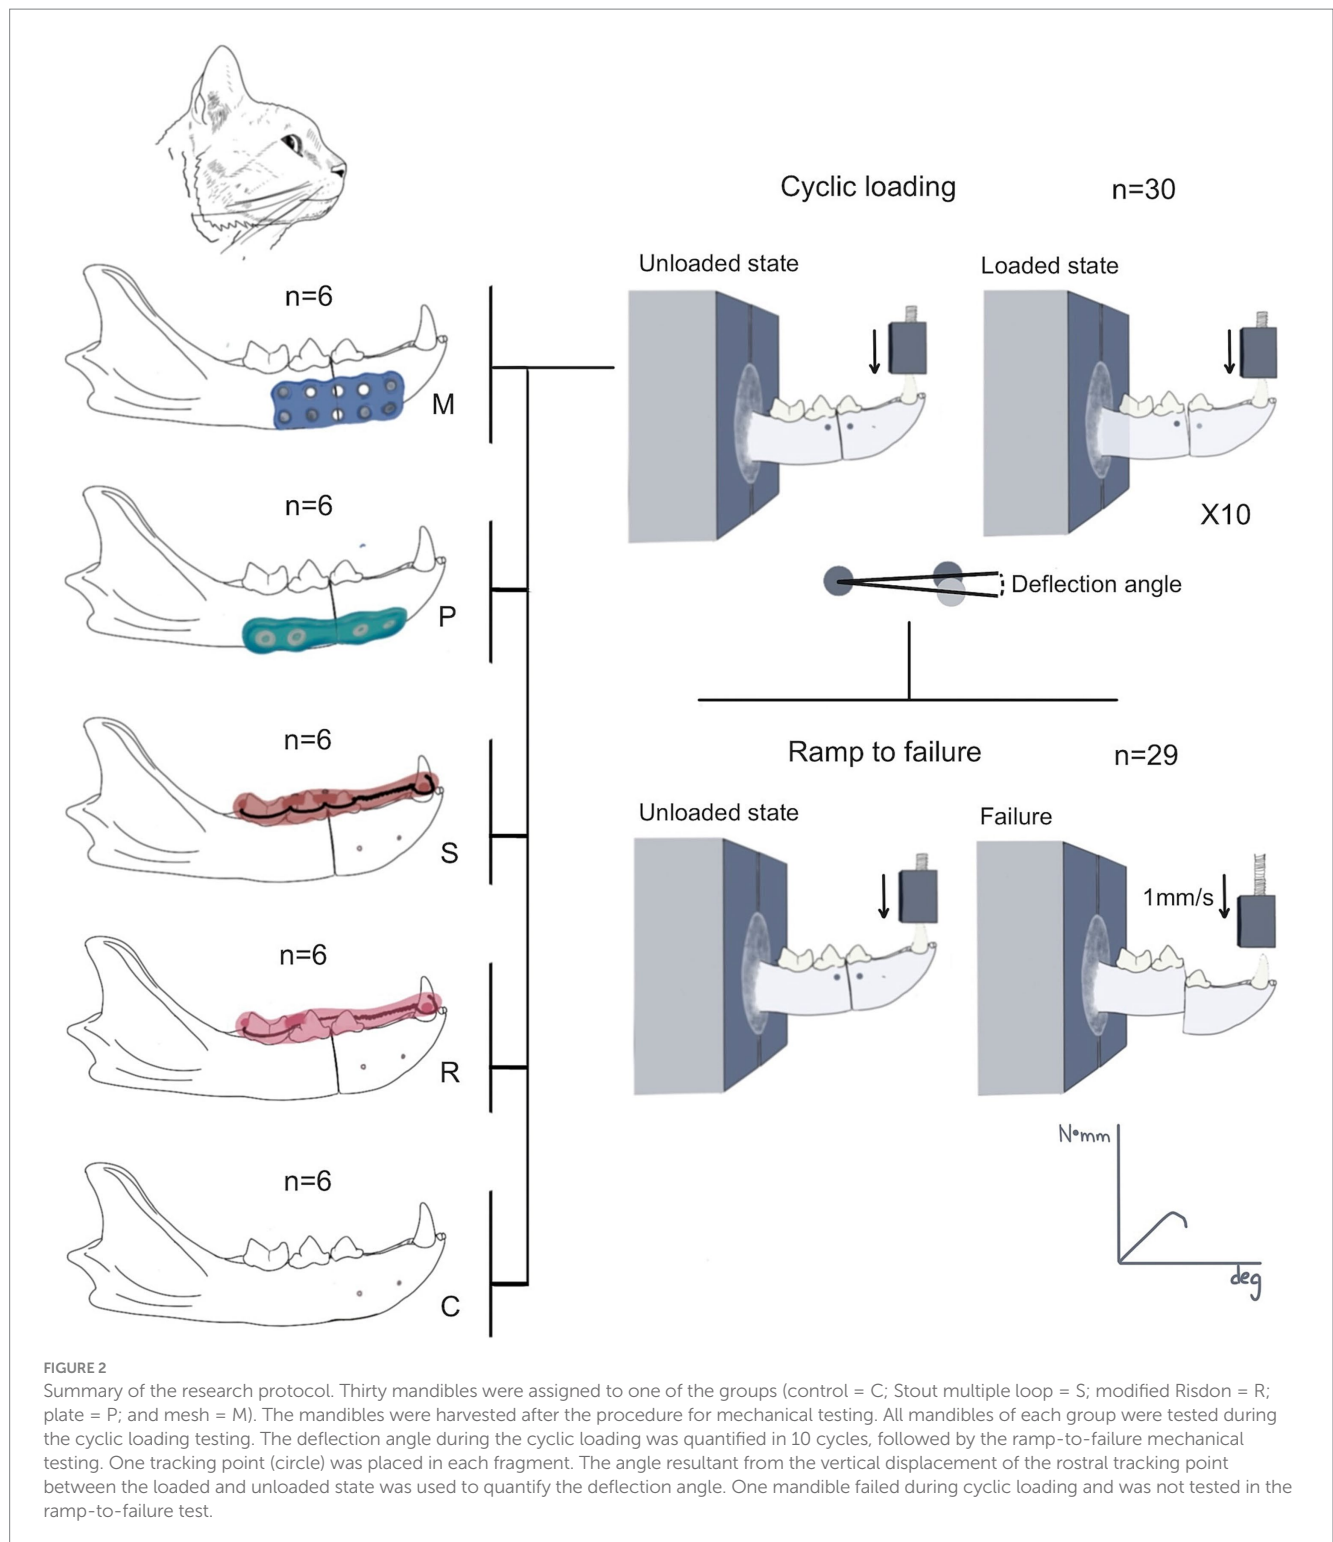 n=6
M
n=6
P
n=6
S
n=6
R
n=6
C
Cyclic loading n=30
Unloaded state
Loaded state
X10
Deflection angle
Ramp to failure n=29
Unloaded state
Failure
1mm/s
N•mm
deg
FIGURE 2
Summary of the research protocol. Thirty mandibles were assigned to one of the groups (control = C; Stout multiple loop = S; modified Risdon = R;
plate = P; and mesh = M). The mandibles were harvested after the procedure for mechanical testing. All mandibles of each group were tested during
the cyclic loading testing. The deflection angle during the cyclic loading was quantified in 10 cycles, followed by the ramp-to-failure mechanical
testing. One tracking point (circle) was placed in each fragment. The angle resultant from the vertical displacement of the rostral tracking point
between the loaded and unloaded state was used to quantify the deflection angle. One mandible failed during cyclic loading and was not tested in the
ramp-to-failure test.